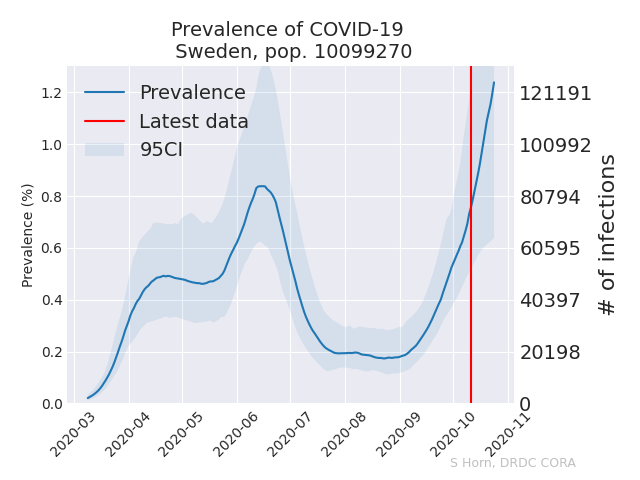 Prevalence of COVID-19
Sweden, pop. 10099270
Prevalence
Latest data
95CI
Prevalence (%)
1.2
1.0
0.8
0.6
0.4
0.2
0.0
121191
100992
80794
60595
40397
20198
0
# of infections
2020-03
2020-04
2020-05
2020-06
2020-07
2020-08
2020-09
2020-10
2020-11
S Horn, DRDC CORA